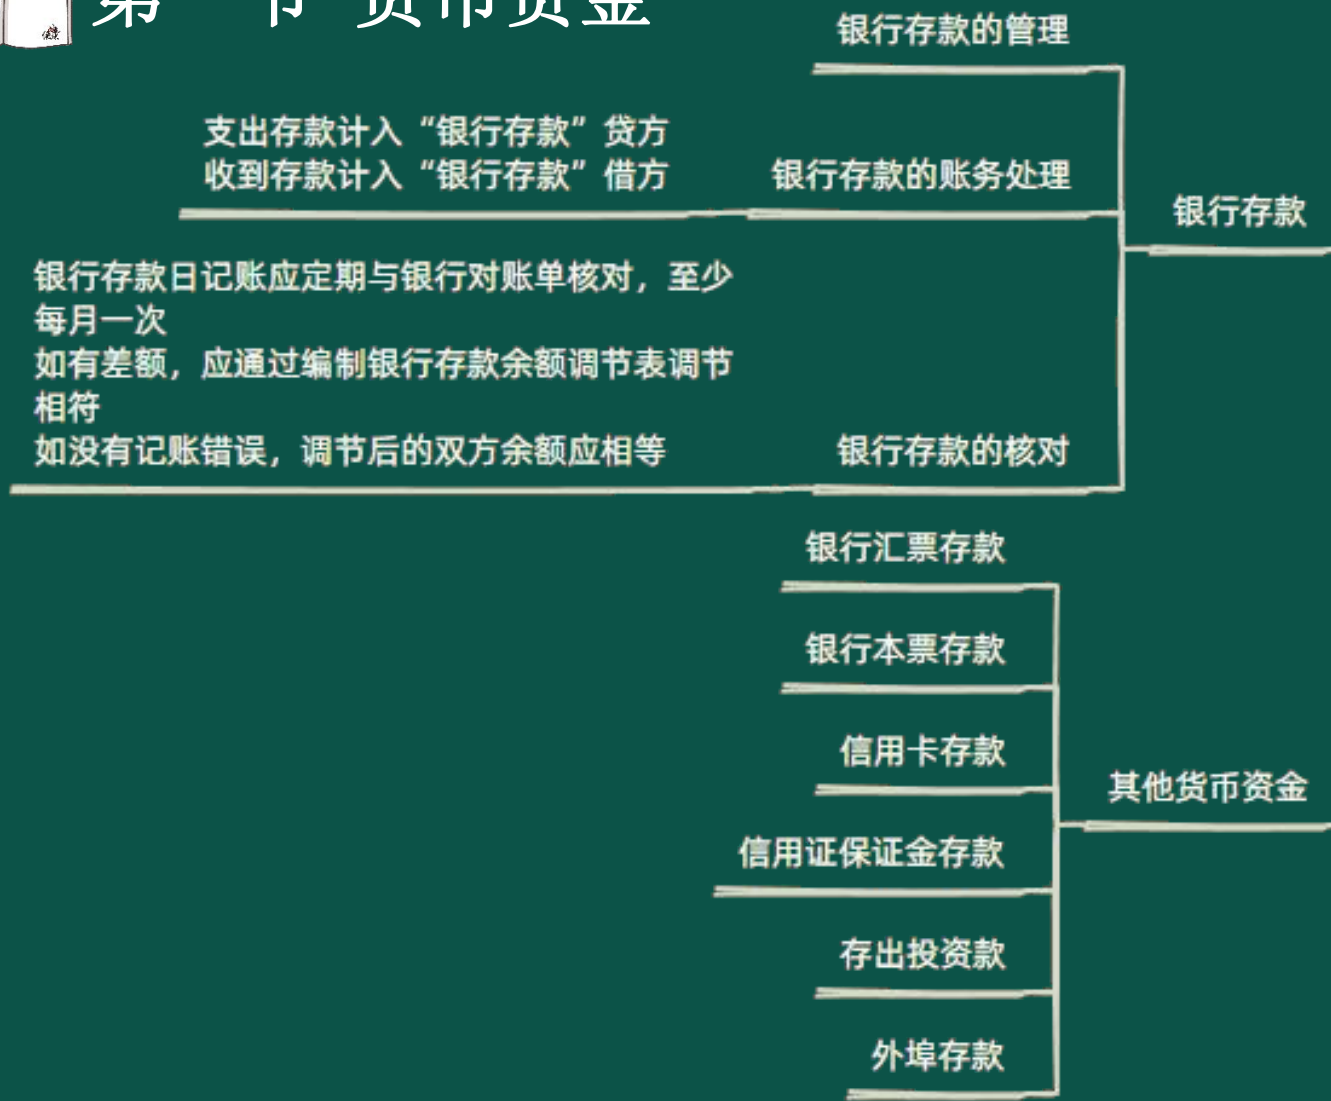 第一节 货币资金
银行存款的管理
支出存款计入“银行存款”贷方
收到存款计入“银行存款”借方
银行存款的账务处理
银行存款
银行存款日记账应定期与银行对账单核对，至少
每月一次
如有差额，应通过编制银行存款余额调节表调节
相符
如没有记账错误，调节后的双方余额应相等
银行存款的核对
银行汇票存款
银行本票存款
信用卡存款
信用证保证金存款
其他货币资金
存出投资款
外埠存款